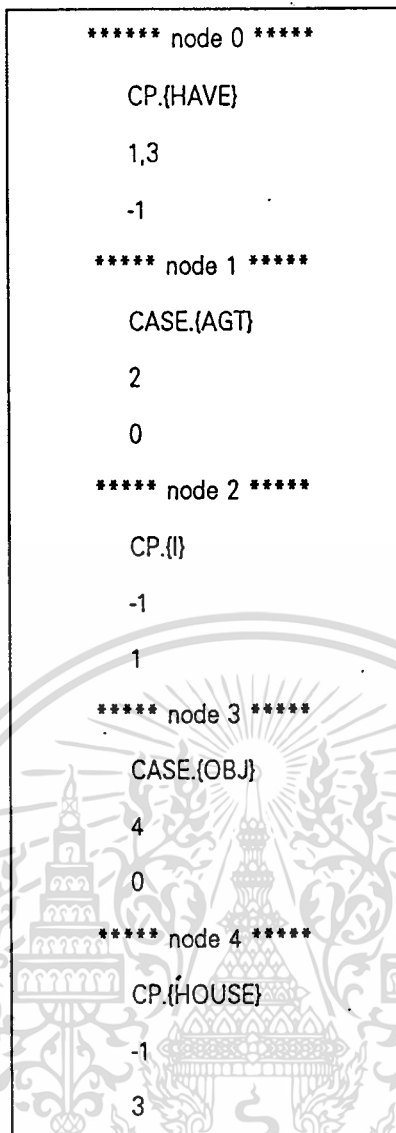 ****** node 0 *****
CP.{HAVE}
1,3
-1
***** node 1 *****
CASE.{AGT}
2
0
***** node 2 *****
CP.{I}
-1
1
***** node 3 *****
CASE.{OBJ}
4
0
***** node 4 *****
CP.{HOUSE}
-1
3